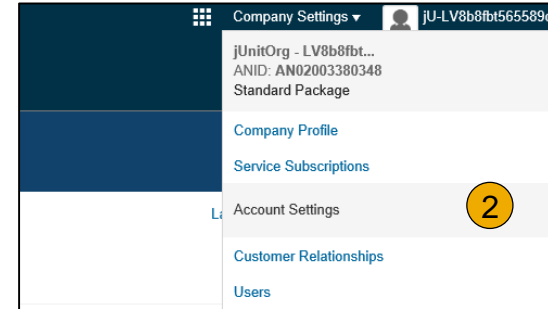 Company Settings ▾ jU-LV8b8fbt565589
jUnitOrg - LV8b8fbt...
ANID: AN02003380348
Standard Package
Company Profile
Service Subscriptions
Account Settings 2
Customer Relationships
Users